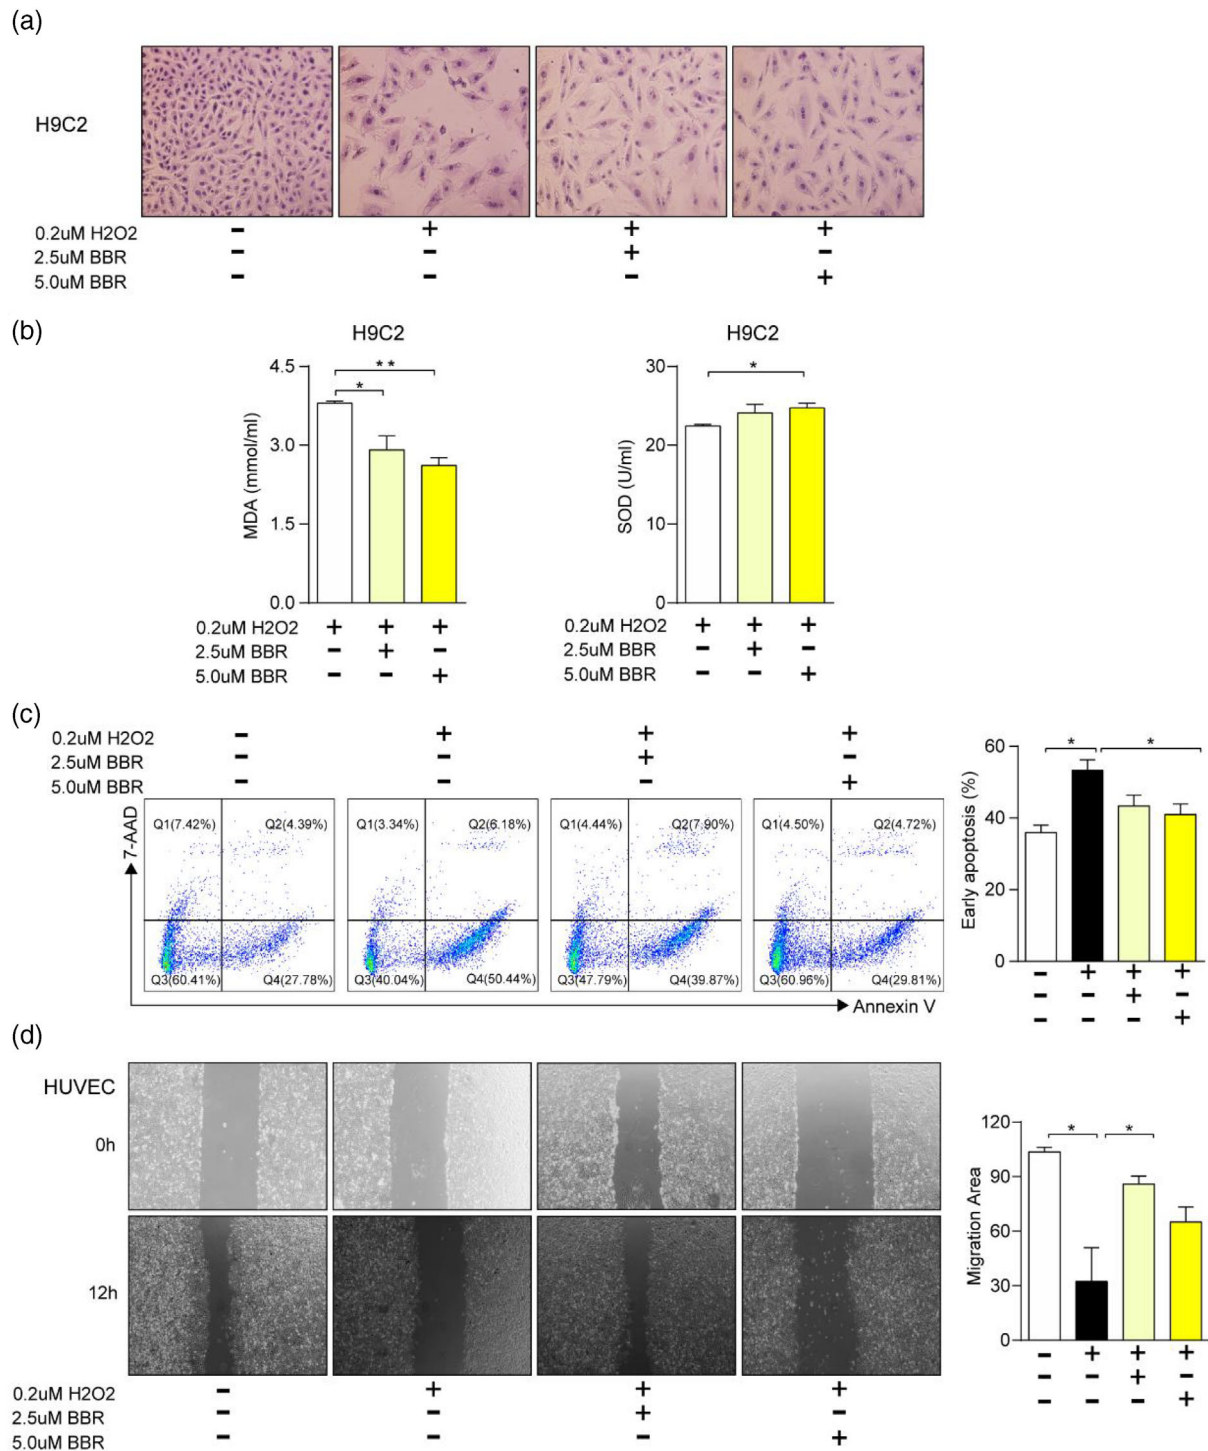 (a)
H9C2
0.2uM H2O2 - + + +
2.5uM BBR - - + -
5.0uM BBR - - - +
(b)
H9C2
4.5
3.0
1.5
0.0
MDA (mmol/ml)
* *
*
0.2uM H2O2 + + +
2.5uM BBR - + -
5.0uM BBR - - +
H9C2
30
20
10
0
SOD (U/ml)
*
0.2uM H2O2 + + +
2.5uM BBR - + -
5.0uM BBR - - +
(c)
0.2uM H2O2 - + + +
2.5uM BBR - - + -
5.0uM BBR - - - +
7-AAD
Q1(7.42%) Q2(4.39%)
Q3(60.41%) Q4(27.78%)
Q1(3.34%) Q2(6.18%)
Q3(40.04%) Q4(50.44%)
Q1(4.44%) Q2(7.90%)
Q3(47.79%) Q4(39.87%)
Q1(4.50%) Q2(4.72%)
Q3(60.96%) Q4(29.81%)
Annexin V
60
40
20
0
Early apoptosis (%)
* *
- + + +
- - + -
- - - +
(d)
HUVEC
0h
12h
0.2uM H2O2 - + + +
2.5uM BBR - - + -
5.0uM BBR - - - +
120
90
60
30
0
Migration Area
* *
- + + +
- - + -
- - - +